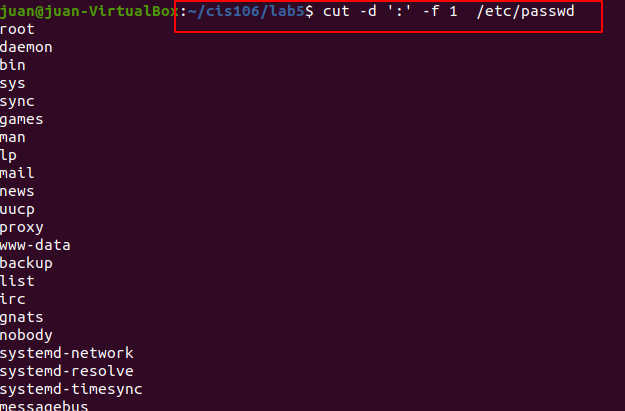 juan@juan-VirtualBox:~/cis106/lab5$ cut -d ':' -f 1  /etc/passwd
root
daemon
bin
sys
sync
games
man
lp
mail
news
uucp
proxy
www-data
backup
list
irc
gnats
nobody
systemd-network
systemd-resolve
systemd-timesync
messagebus